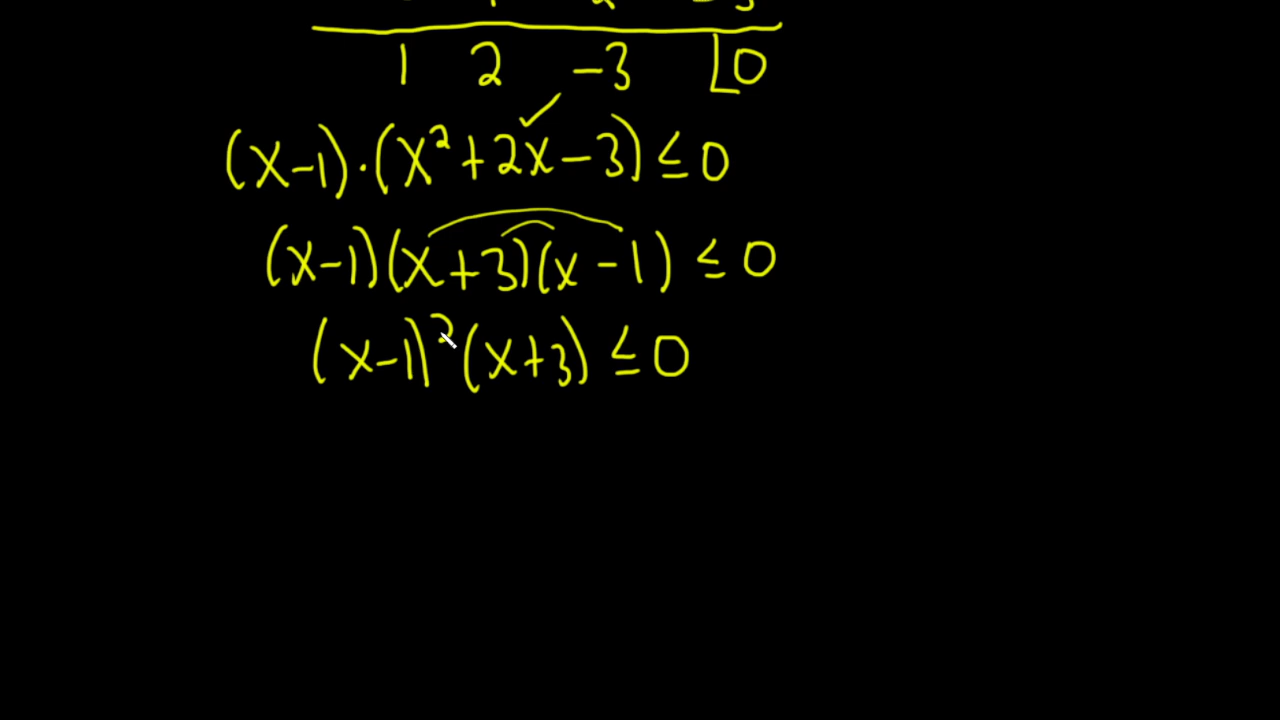 1 2 -3 0
(x-1)·(x²+2x-3) ≤ 0
(x-1)(x+3)(x-1) ≤ 0
(x-1)²(x+3) ≤ 0